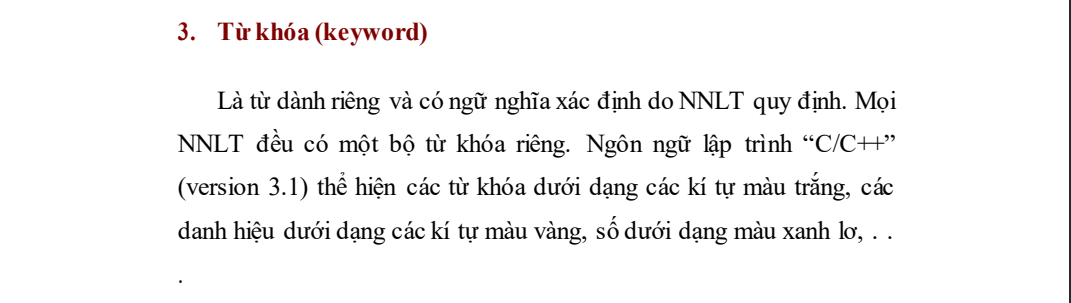 3. Từ khóa (keyword)
Là từ dành riêng và có ngữ nghĩa xác định do NNLT quy định. Mọi
NNLT đều có một bộ từ khóa riêng. Ngôn ngữ lập trình “C/C++”
(version 3.1) thể hiện các từ khóa dưới dạng các kí tự màu trắng, các
danh hiệu dưới dạng các kí tự màu vàng, số dưới dạng màu xanh lơ, . .
.